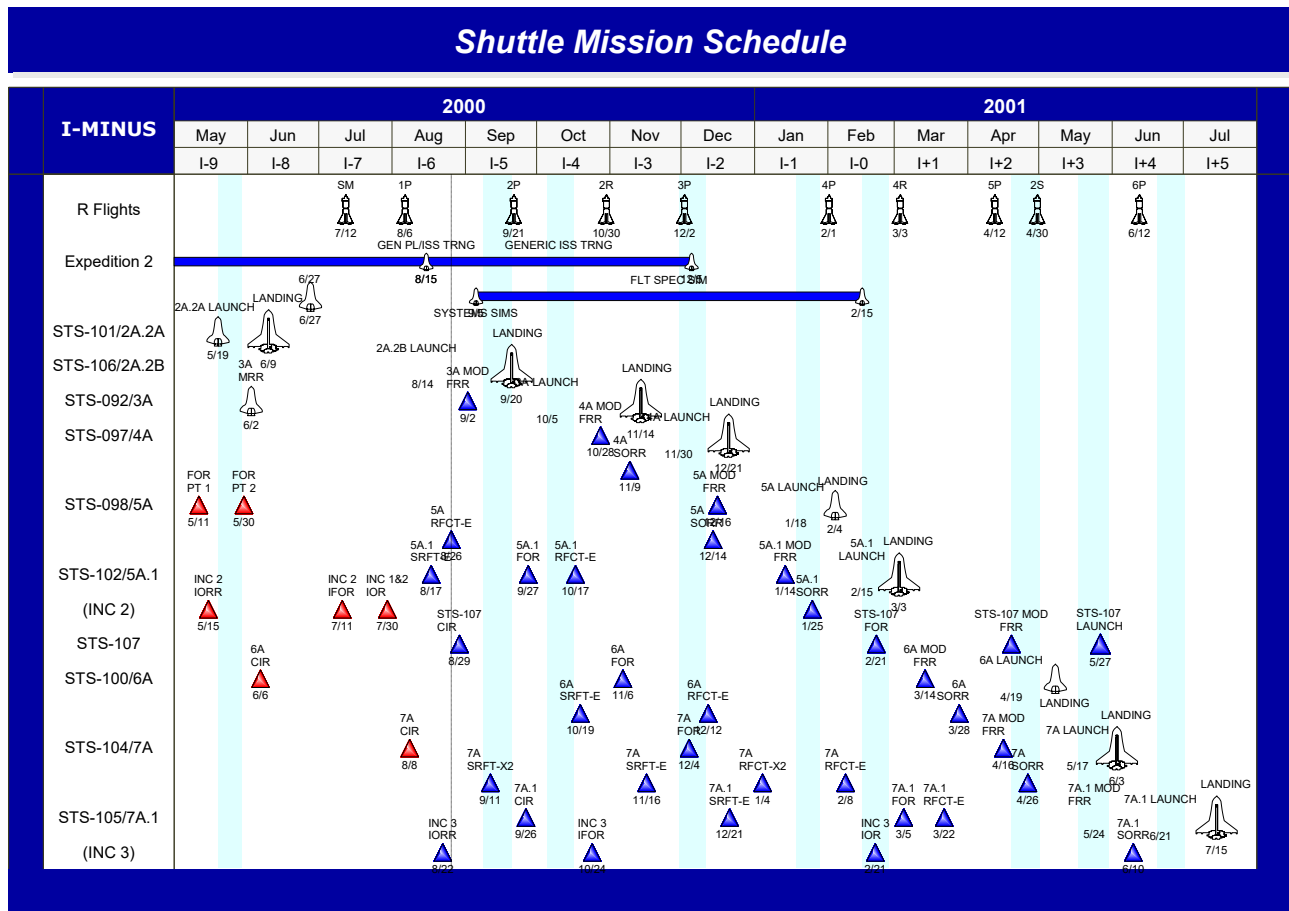 Shuttle Mission Schedule
I-MINUS
2000
2001
May
Jun
Jul
Aug
Sep
Oct
Nov
Dec
Jan
Feb
Mar
Apr
May
Jun
Jul
I-9
I-8
I-7
I-6
I-5
I-4
I-3
I-2
I-1
I-0
I+1
I+2
I+3
I+4
I+5
R Flights
SM
7/12
1P
8/6
2P
9/21
2R
10/30
3P
12/2
4P
2/1
4R
3/3
5P
4/12
2S
4/30
6P
6/12
Expedition 2
GEN PL/ISS TRNG
GENERIC ISS TRNG
8/15
FLT SPEC SIM
6/27
6/27
SYSTEMS SIMS
2/15
STS-101/2A.2A
2A.2A LAUNCH
5/19
LANDING
6/9
STS-106/2A.2B
2A.2B LAUNCH
8/14
LANDING
9/20
STS-092/3A
3A
MRR
6/2
3A MOD
FRR
9/2
LAUNCH
10/5
LANDING
11/14
STS-097/4A
4A MOD
FRR
10/28
4A
SORR
11/9
LAUNCH
11/30
LANDING
12/21
STS-098/5A
FOR
PT 1
5/11
FOR
PT 2
5/30
5A
RFCT-E
8/26
5A MOD
FRR
12/16
5A
SORR
12/14
5A LAUNCH
1/18
LANDING
2/4
STS-102/5A.1
5A.1
SRFT-E
8/17
5A.1
FOR
9/27
5A.1
RFCT-E
10/17
5A.1 MOD
FRR
1/14
5A.1
SORR
1/25
5A.1
LAUNCH
2/15
LANDING
3/3
(INC 2)
INC 2
IORR
5/15
INC 2
IFOR
7/11
INC 1&2
IOR
7/30
STS-107
STS-107
CIR
8/29
STS-107
FOR
2/21
STS-107 MOD
FRR
STS-107
LAUNCH
5/27
STS-100/6A
6A
CIR
6/6
6A
SRFT-E
10/19
6A
FOR
11/6
6A
RFCT-E
12/12
6A MOD
FRR
3/14
6A
SORR
3/28
6A LAUNCH
4/19
LANDING
STS-104/7A
7A
CIR
8/8
7A
SRFT-X2
9/11
7A
SRFT-E
11/16
7A
FOR
12/4
7A
RFCT-X2
1/4
7A
RFCT-E
2/8
7A MOD
FRR
4/16
7A
SORR
4/26
7A LAUNCH
5/17
LANDING
6/3
STS-105/7A.1
7A.1
CIR
9/26
7A.1
SRFT-E
12/21
7A.1
FOR
3/5
7A.1
RFCT-E
3/22
7A.1 MOD
FRR
5/24
7A.1 LAUNCH
6/21
7A.1
SORR
6/10
LANDING
7/15
(INC 3)
INC 3
IORR
8/22
INC 3
IFOR
10/24
INC 3
IOR
2/21